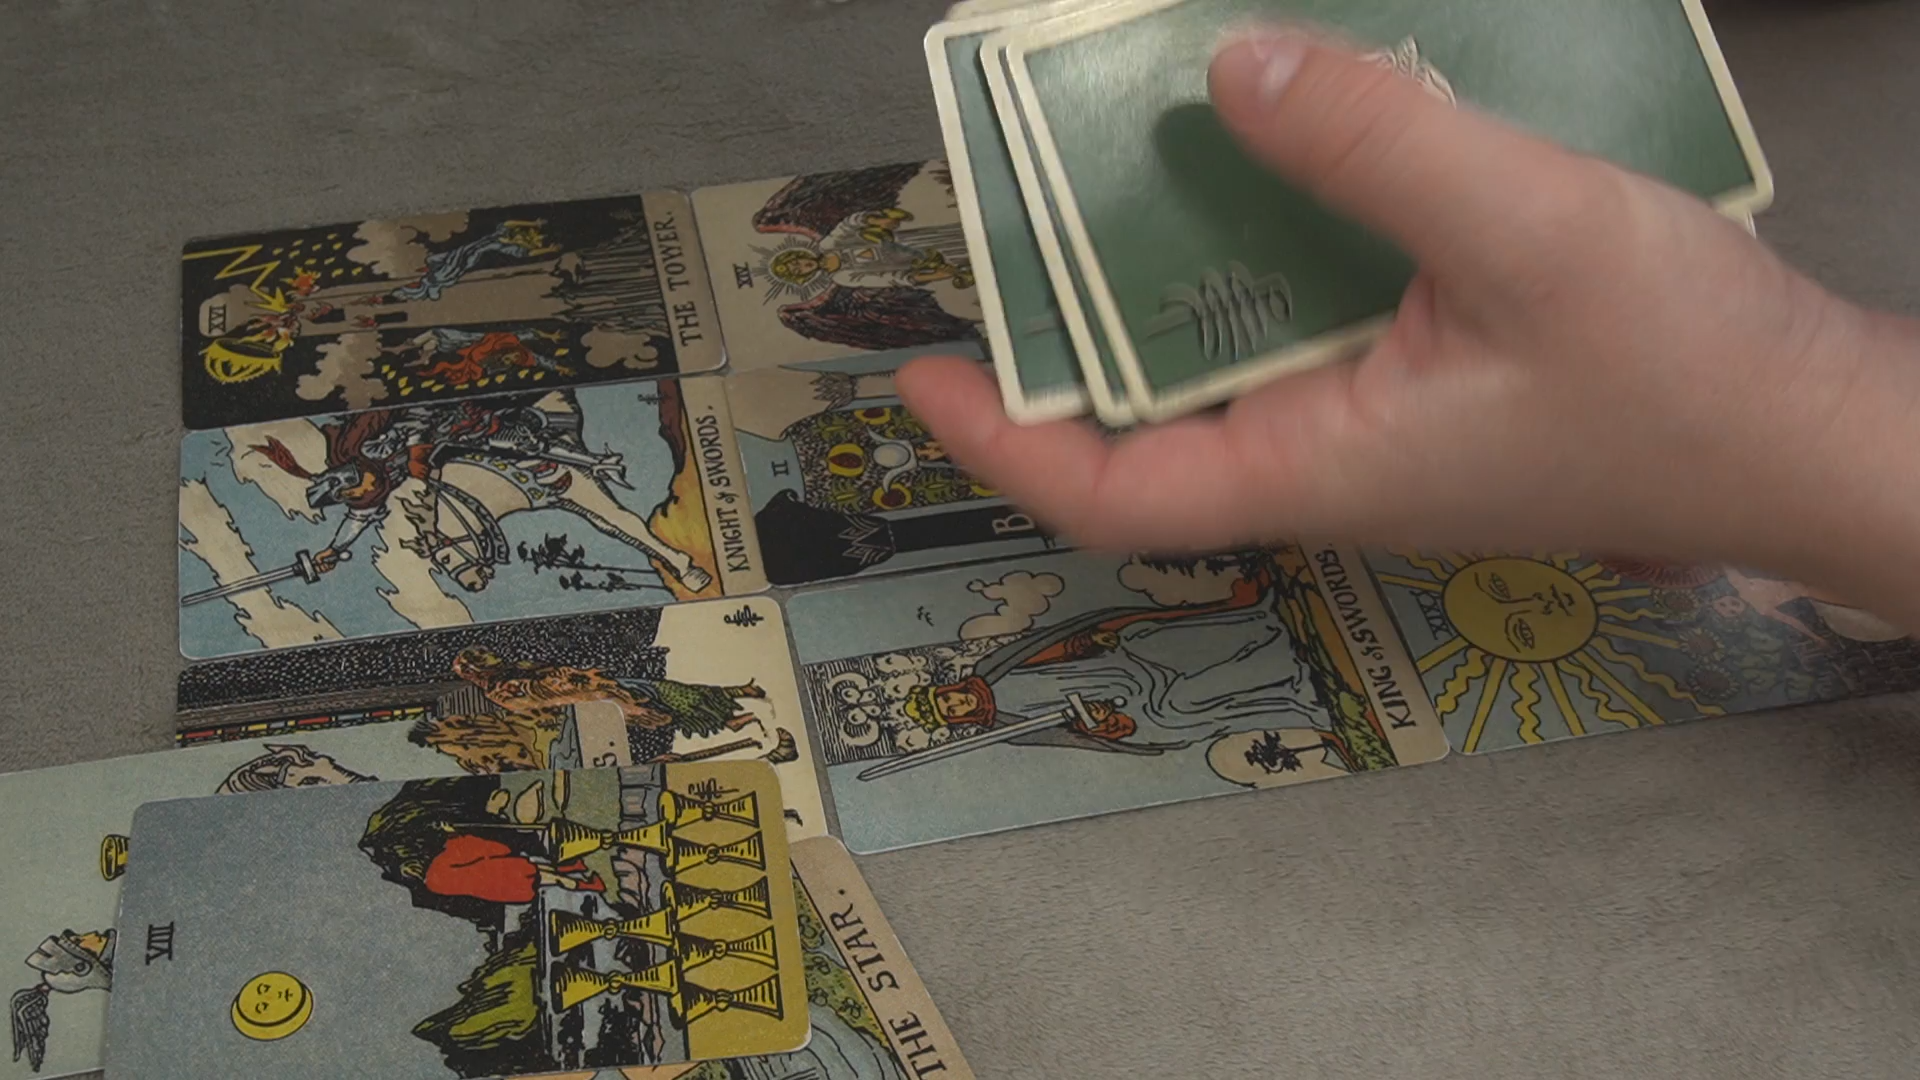 XVI
THE TOWER.
XIV
KNIGHT of SWORDS.
II
B
KING of SWORDS.
XIX
S.
VIII
THE STAR.